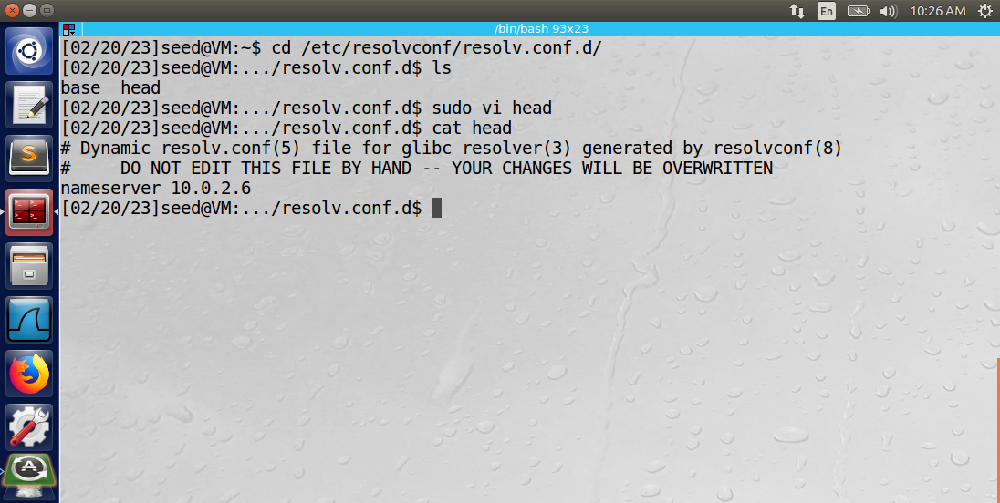 En
10:26 AM
/bin/bash 93x23
[02/20/23]seed@VM:~$ cd /etc/resolvconf/resolv.conf.d/
[02/20/23]seed@VM:.../resolv.conf.d$ ls
base  head
[02/20/23]seed@VM:.../resolv.conf.d$ sudo vi head
[02/20/23]seed@VM:.../resolv.conf.d$ cat head
# Dynamic resolv.conf(5) file for glibc resolver(3) generated by resolvconf(8)
#     DO NOT EDIT THIS FILE BY HAND -- YOUR CHANGES WILL BE OVERWRITTEN
nameserver 10.0.2.6
[02/20/23]seed@VM:.../resolv.conf.d$